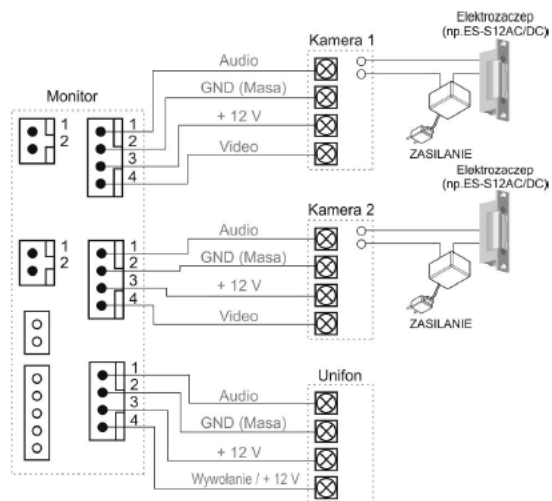 Elektrozaczep
(np.ES-S12AC/DC)
Kamera 1
Audio
GND (Masa)
+ 12 V
Video
ZASILANIE
Monitor
1
2
1
2
3
4
Elektrozaczep
(np.ES-S12AC/DC)
Kamera 2
Audio
GND (Masa)
+ 12 V
Video
ZASILANIE
1
2
1
2
3
4
Unifon
Audio
GND (Masa)
+ 12 V
Wywołanie / + 12 V
1
2
3
4